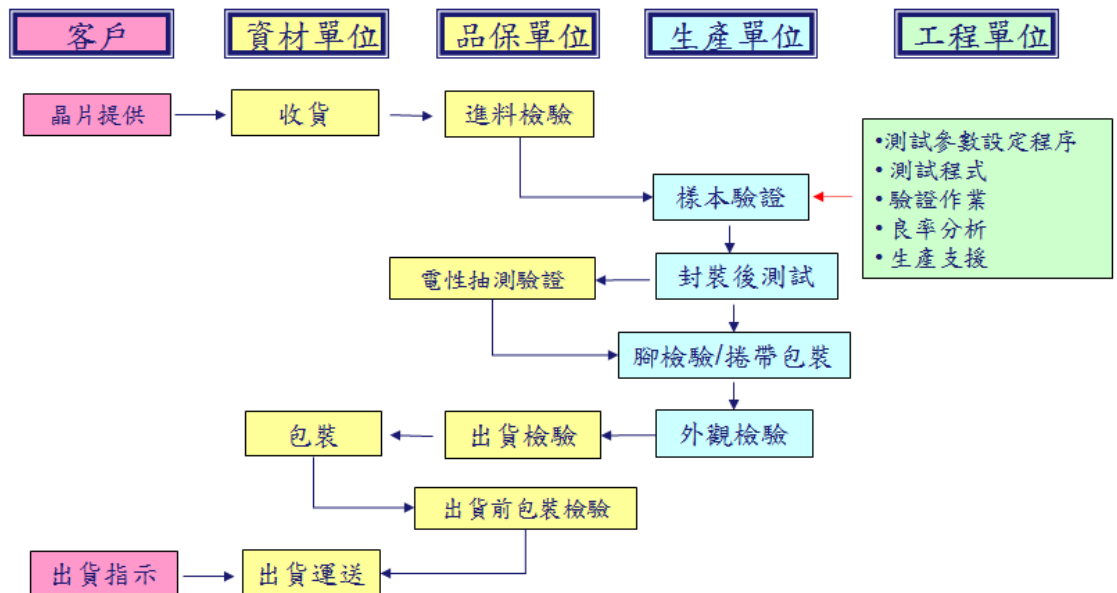 客戶
資材單位
品保單位
生產單位
工程單位
晶片提供
收貨
進料檢驗
•測試參數設定程序
•測試程式
•驗證作業
•良率分析
•生產支援
樣本驗證
電性抽測驗證
封裝後測試
腳檢驗/捲帶包裝
包裝
出貨檢驗
外觀檢驗
出貨前包裝檢驗
出貨指示
出貨運送